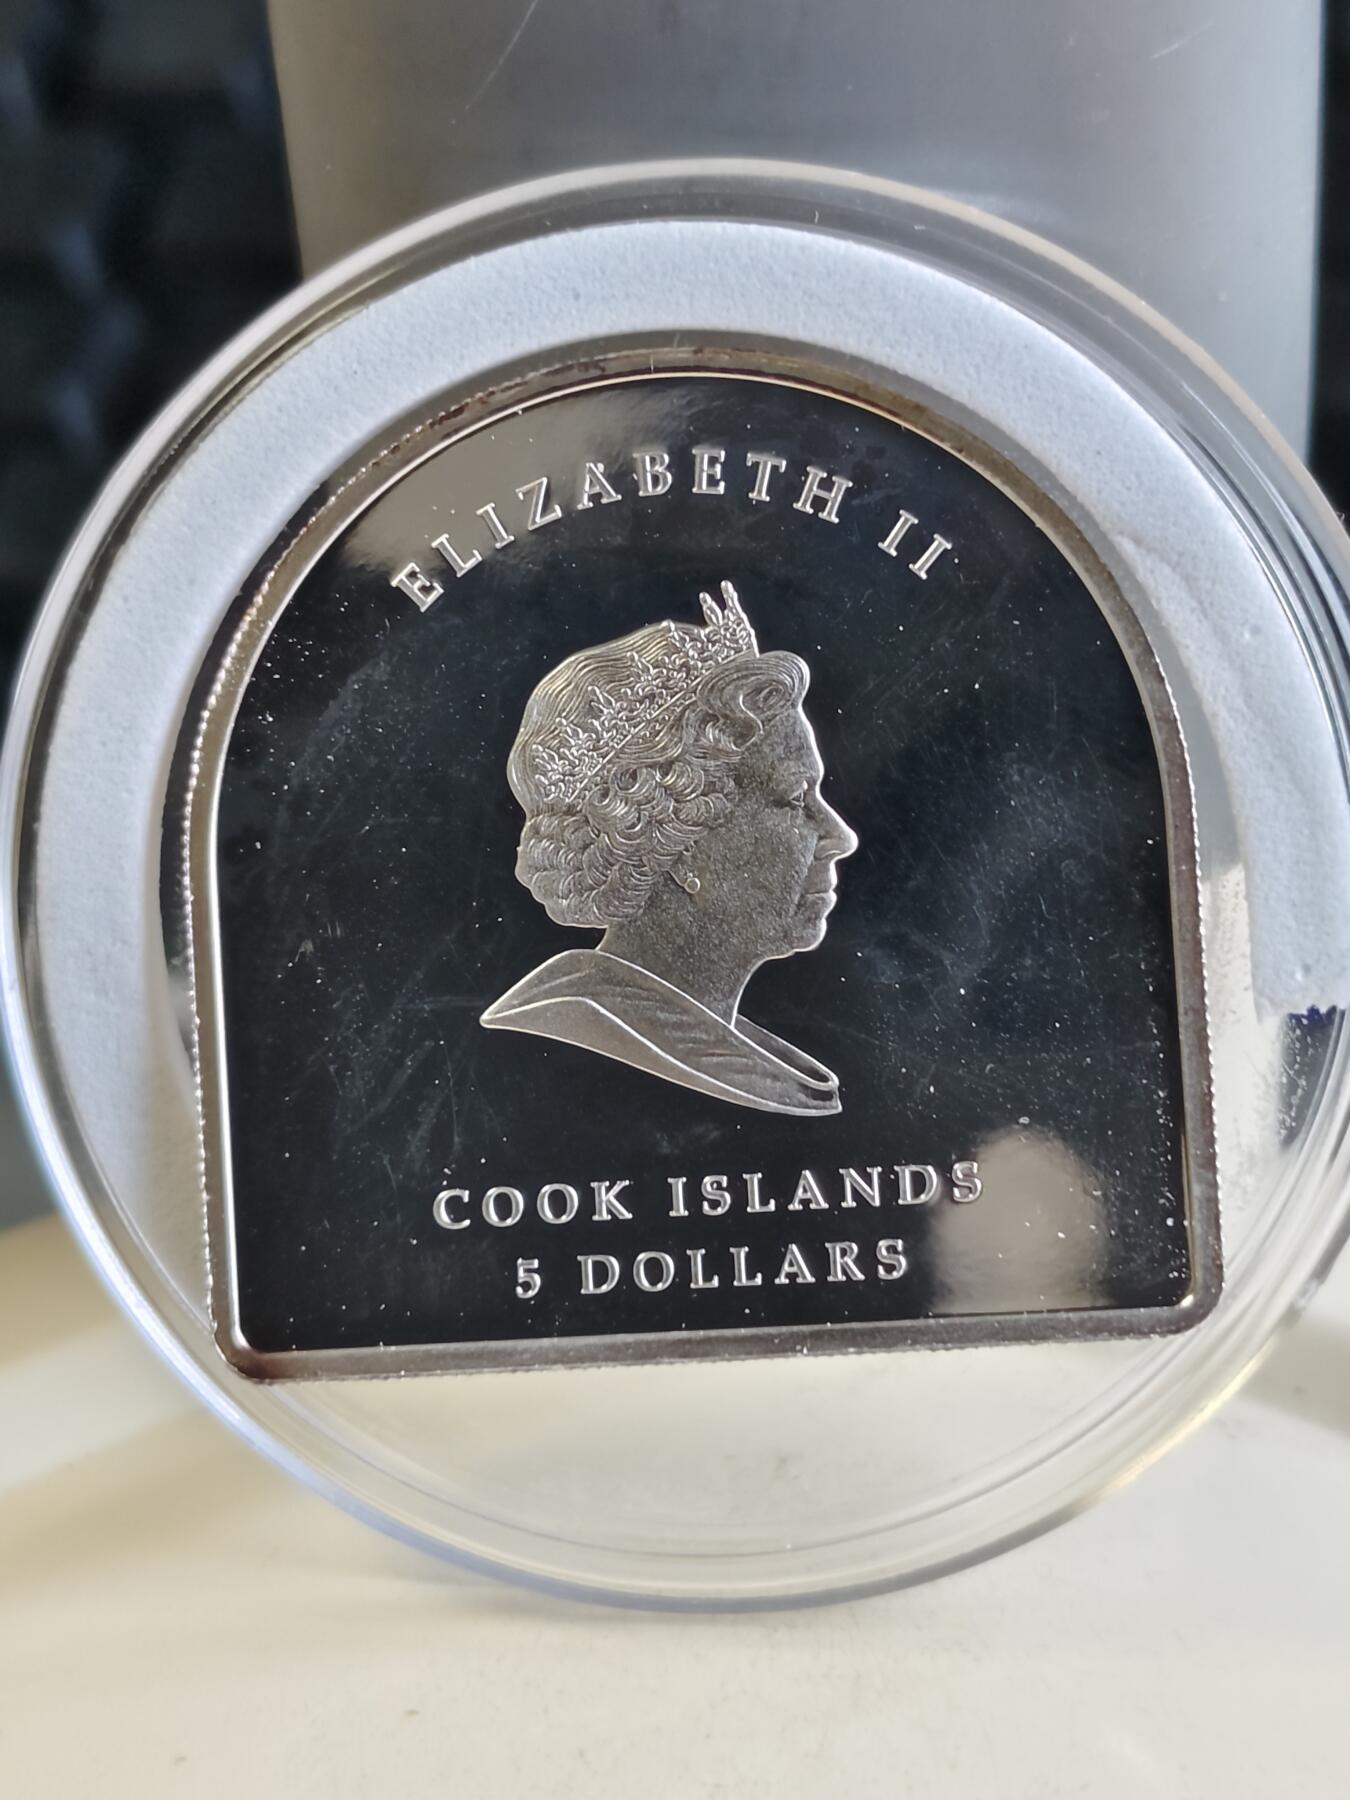 ELIZABETH II
COOK ISLANDS
5 DOLLARS